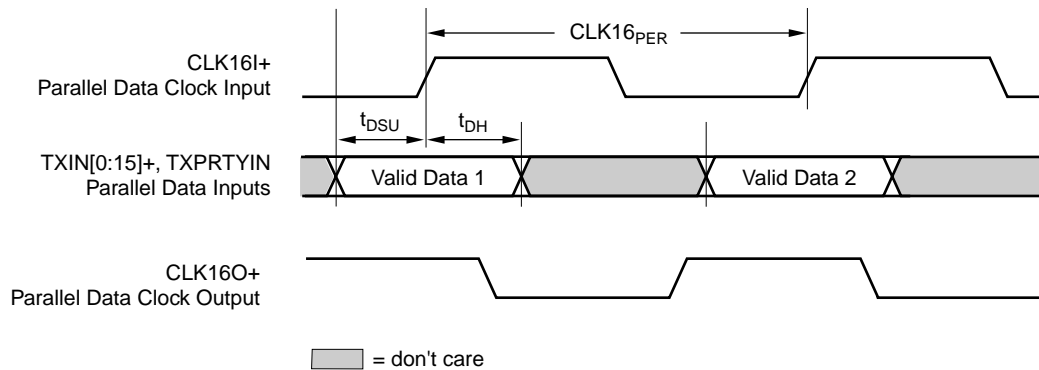 CLK16PER
CLK16I+
Parallel Data Clock Input
tDSU
tDH
TXIN[0:15]+, TXPRTYIN
Parallel Data Inputs
Valid Data 1
Valid Data 2
CLK16O+
Parallel Data Clock Output
= don't care